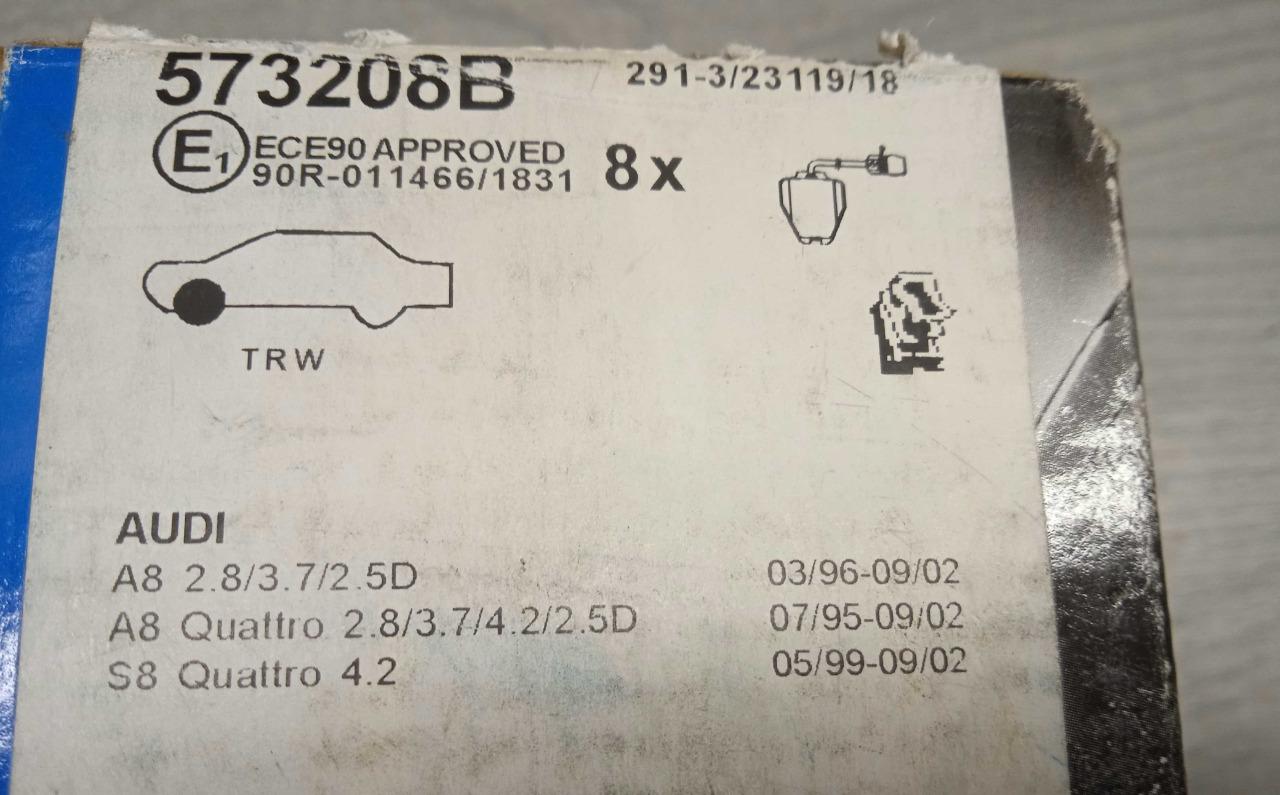 573208B 291-3/23119/18
E1 ECE90 APPROVED
90R-011466/1831 8x
TRW
AUDI
A8 2.8/3.7/2.5D 03/96-09/02
A8 Quattro 2.8/3.7/4.2/2.5D 07/95-09/02
S8 Quattro 4.2 05/99-09/02